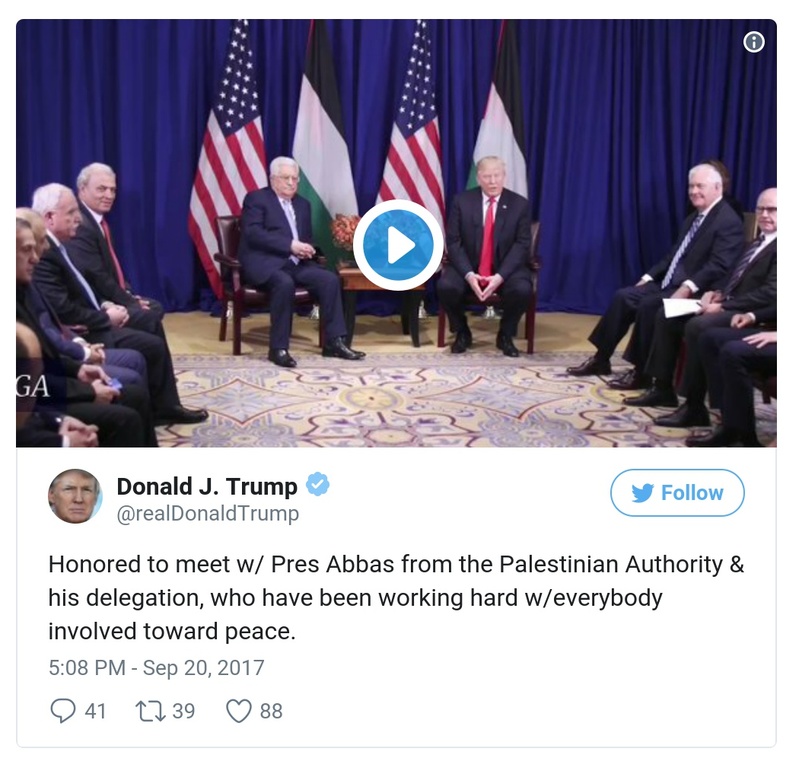 GA
Donald J. Trump
@realDonaldTrump
Follow
Honored to meet w/ Pres Abbas from the Palestinian Authority &
his delegation, who have been working hard w/everybody
involved toward peace.
5:08 PM - Sep 20, 2017
41 39 88